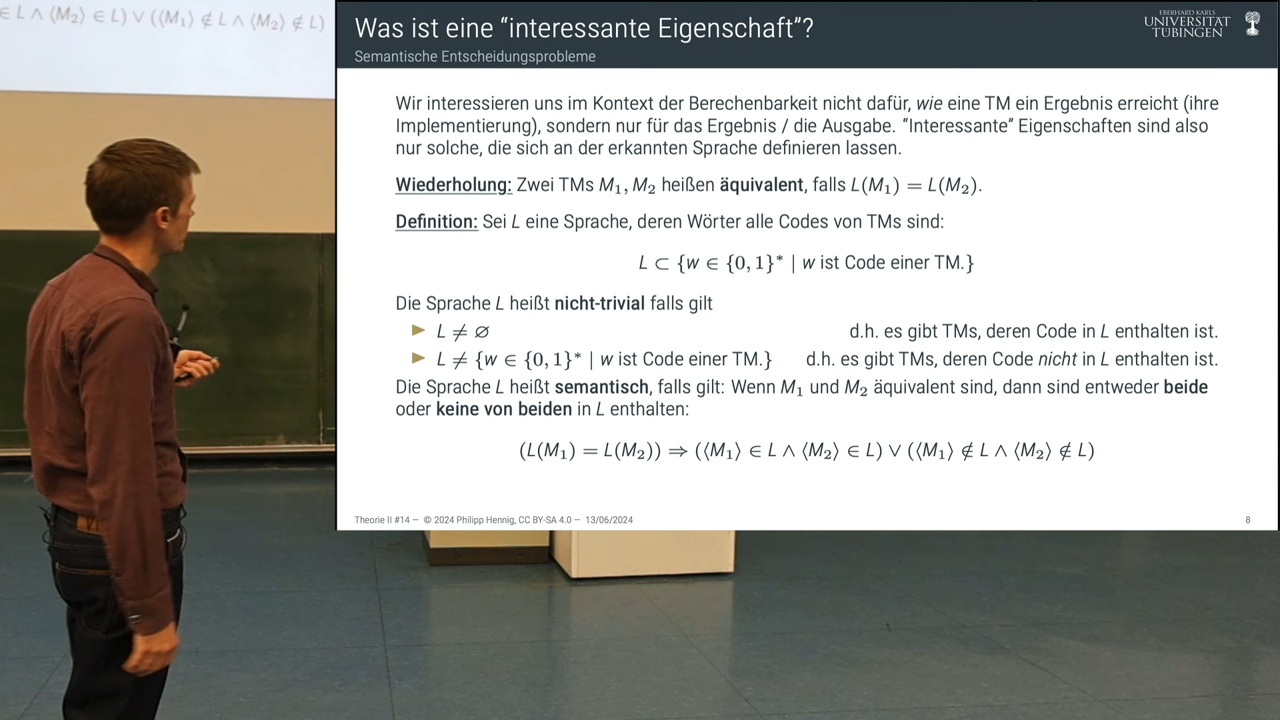 ∈ L ∧ ⟨M₂⟩ ∈ L) ∨ (⟨M₁⟩ ∉ L ∧ ⟨M₂⟩ ∉ L)
Was ist eine “interessante Eigenschaft”?
Semantische Entscheidungsprobleme
EBERHARD KARLS
UNIVERSITAT
TUBINGEN
Wir interessieren uns im Kontext der Berechenbarkeit nicht dafür, wie eine TM ein Ergebnis erreicht (ihre
Implementierung), sondern nur für das Ergebnis / die Ausgabe. “Interessante” Eigenschaften sind also
nur solche, die sich an der erkannten Sprache definieren lassen.
Wiederholung: Zwei TMs M₁, M₂ heißen äquivalent, falls L(M₁) = L(M₂).
Definition: Sei L eine Sprache, deren Wörter alle Codes von TMs sind:
L ⊂ {w ∈ {0, 1}* | w ist Code einer TM.}
Die Sprache L heißt nicht-trivial falls gilt
▶ L ≠ ∅ d.h. es gibt TMs, deren Code in L enthalten ist.
▶ L ≠ {w ∈ {0, 1}* | w ist Code einer TM.} d.h. es gibt TMs, deren Code nicht in L enthalten ist.
Die Sprache L heißt semantisch, falls gilt: Wenn M₁ und M₂ äquivalent sind, dann sind entweder beide
oder keine von beiden in L enthalten:
(L(M₁) = L(M₂)) ⇒ (⟨M₁⟩ ∈ L ∧ ⟨M₂⟩ ∈ L) ∨ (⟨M₁⟩ ∉ L ∧ ⟨M₂⟩ ∉ L)
Theorie II #14 — © 2024 Philipp Hennig, CC BY-SA 4.0 — 13/06/2024 8